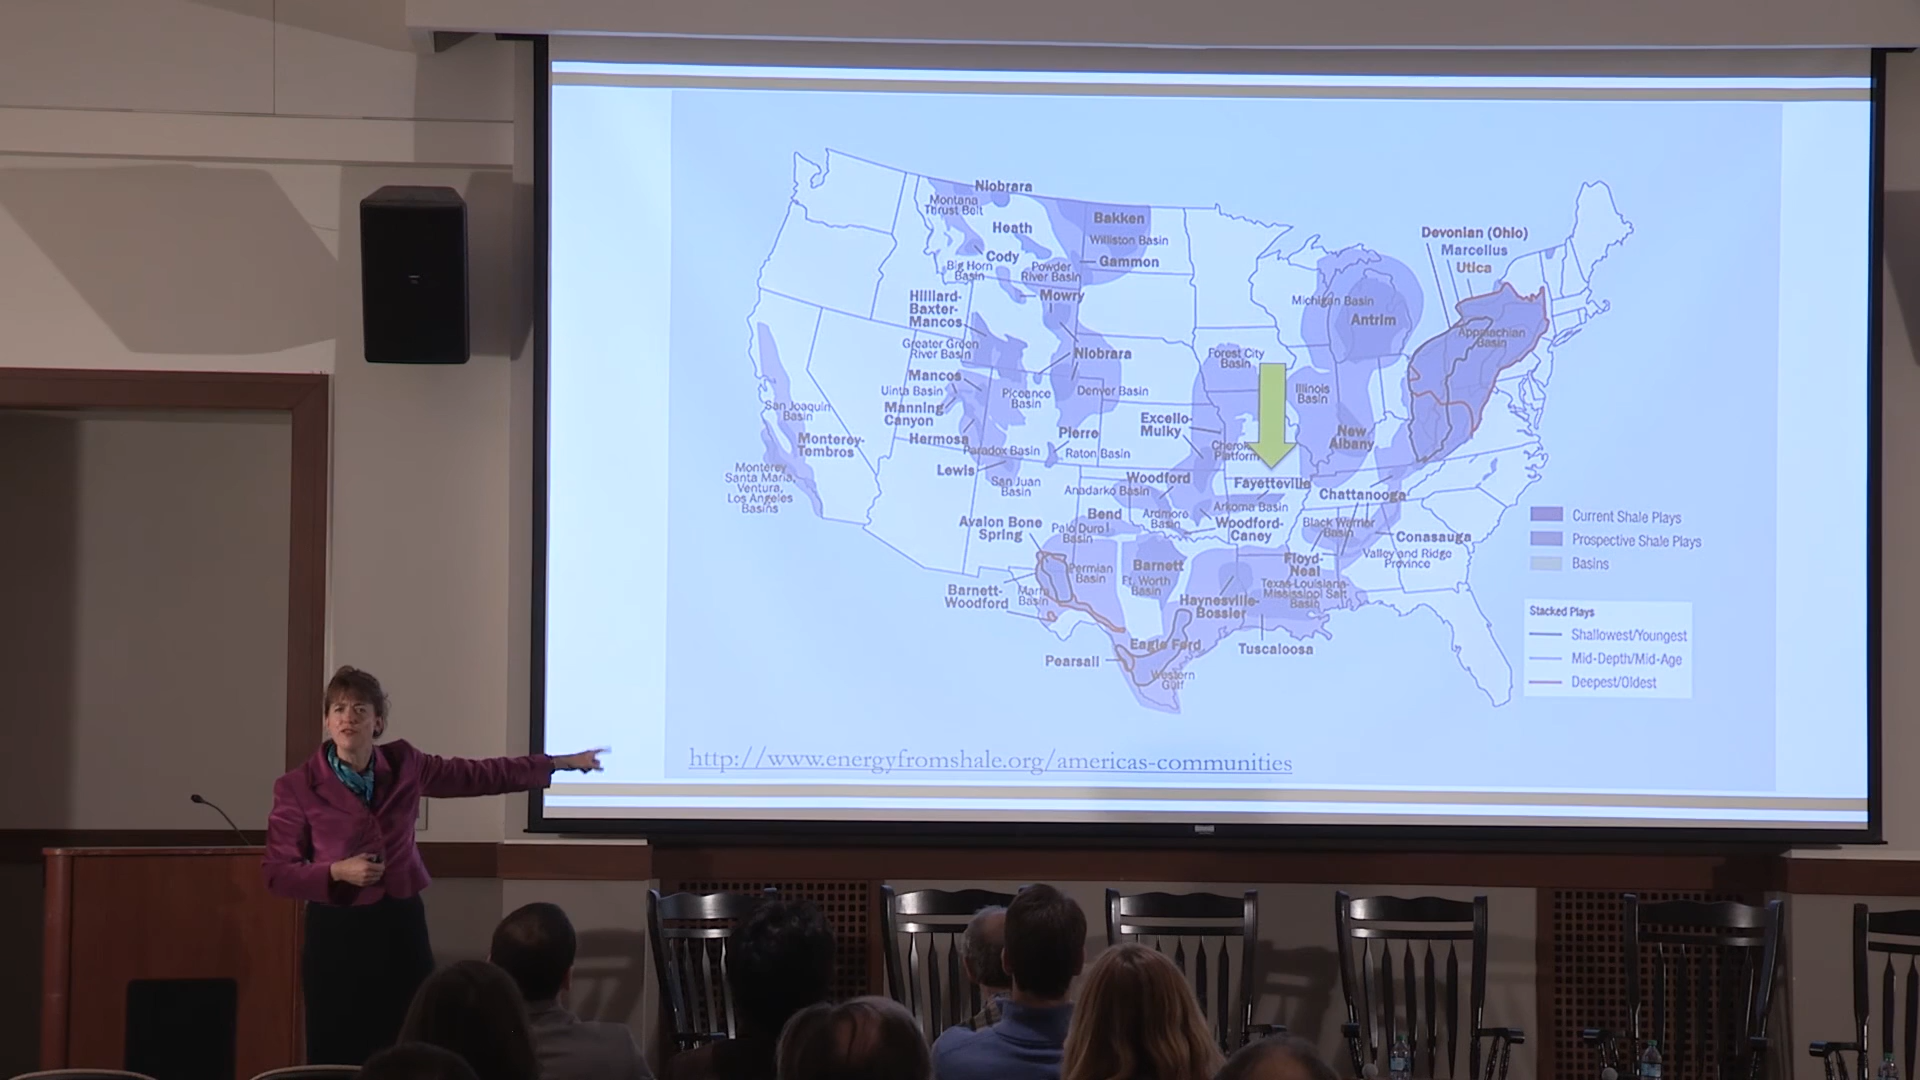 Niobrara
Montana
Thrust Belt
Heath
Cody
Big Horn
Basin
Powder
River Basin
Bakken
Williston Basin
Gammon
Mowry
Hilliard-
Baxter-
Mancos
Greater Green
River Basin
Niobrara
Mancos
Uinta Basin
Piceance
Basin
Denver Basin
Manning
Canyon
Hermosa
Paradox Basin
Pierre
Raton Basin
Lewis
San Juan
Basin
San Joaquin
Basin
Monterey-
Tembros
Monterey,
Santa Maria,
Ventura,
Los Angeles
Basins
Forest City
Basin
Excello-
Mulky
Cherok
Platform
Illinois
Basin
New
Albany
Michigan Basin
Antrim
Devonian (Ohio)
Marcellus
Utica
Appalachian
Basin
Woodford
Anadarko Basin
Fayetteville
Arkoma Basin
Chattanooga
Bend
Palo Duro
Basin
Ardmore
Basin
Woodford-
Caney
Black Warrior
Basin
Conasauga
Valley and Ridge
Province
Avalon Bone
Spring
Permian
Basin
Barnett
Ft. Worth
Basin
Floyd-
Neal
Texas-Louisiana-
Mississippi Salt
Basin
Barnett-
Woodford
Marfa
Basin
Haynesville-
Bossier
Eagle Ford
Tuscaloosa
Pearsall
Western
Gulf
Current Shale Plays
Prospective Shale Plays
Basins
Stacked Plays
Shallowest/Youngest
Mid-Depth/Mid-Age
Deepest/Oldest
http://www.energyfromshale.org/americas-communities